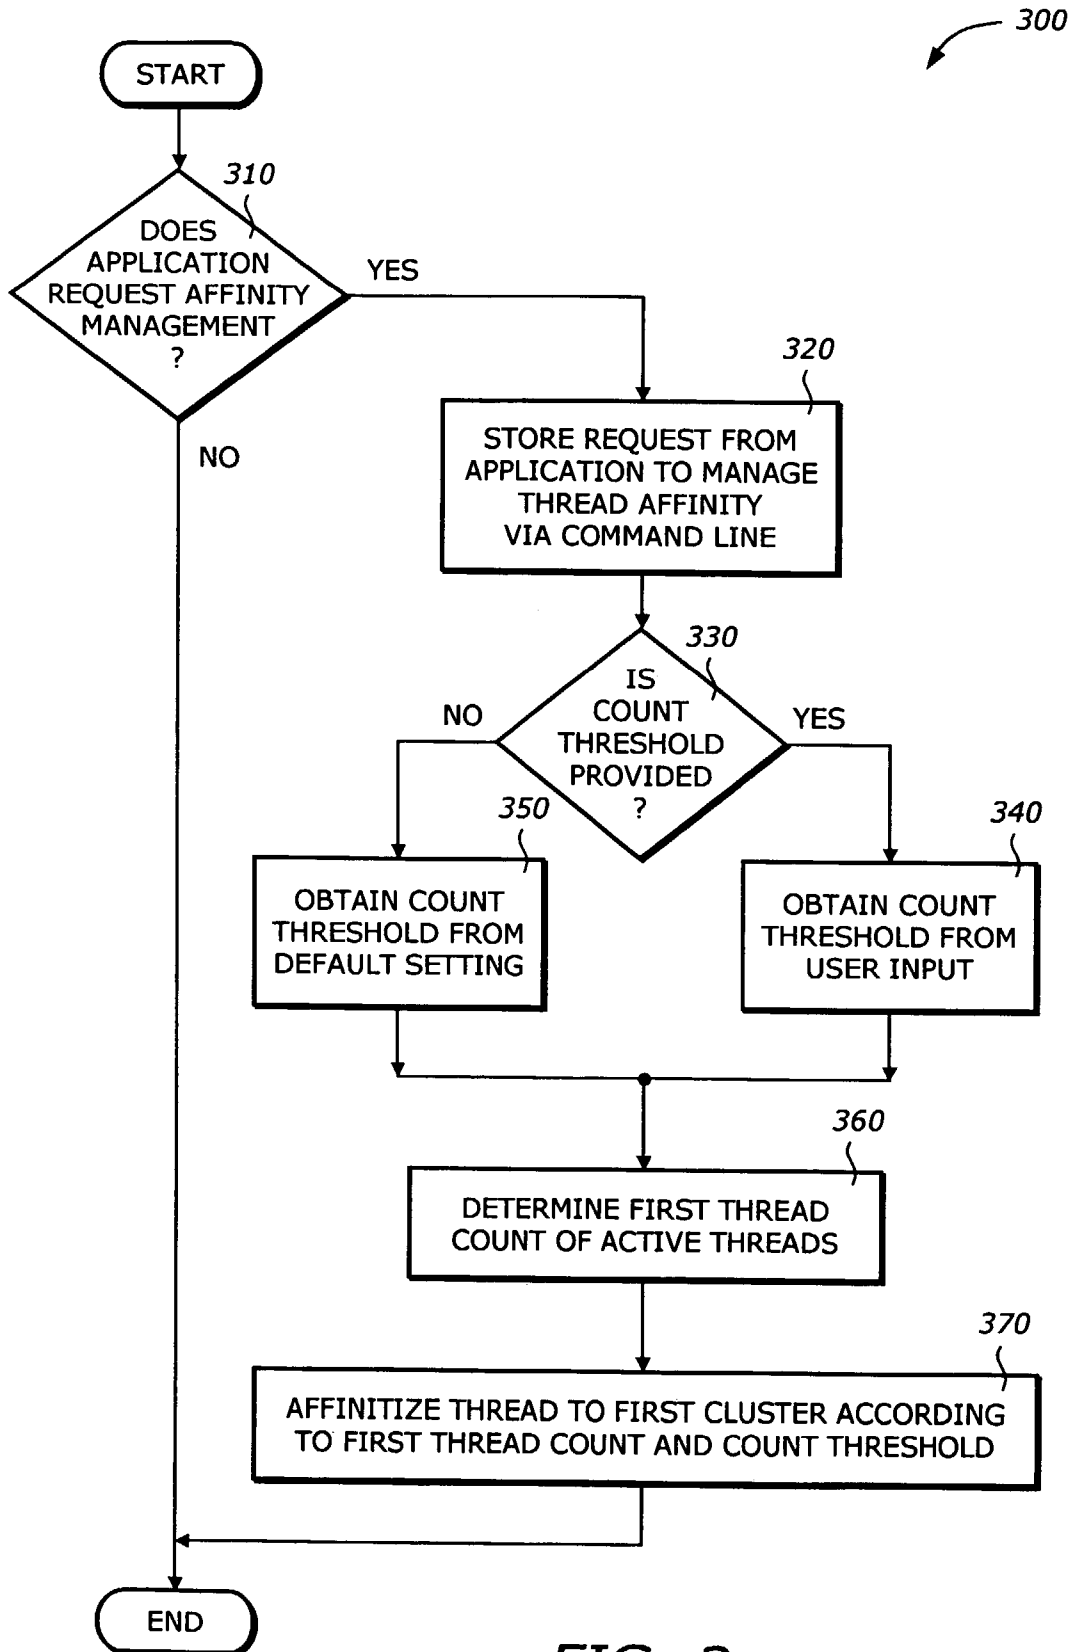 300
START
310
DOES
APPLICATION
REQUEST AFFINITY
MANAGEMENT
?
YES
NO
320
STORE REQUEST FROM
APPLICATION TO MANAGE
THREAD AFFINITY
VIA COMMAND LINE
330
IS
COUNT
THRESHOLD
PROVIDED
?
NO
YES
350
OBTAIN COUNT
THRESHOLD FROM
DEFAULT SETTING
340
OBTAIN COUNT
THRESHOLD FROM
USER INPUT
360
DETERMINE FIRST THREAD
COUNT OF ACTIVE THREADS
370
AFFINITIZE THREAD TO FIRST CLUSTER ACCORDING
TO FIRST THREAD COUNT AND COUNT THRESHOLD
END
FIG.